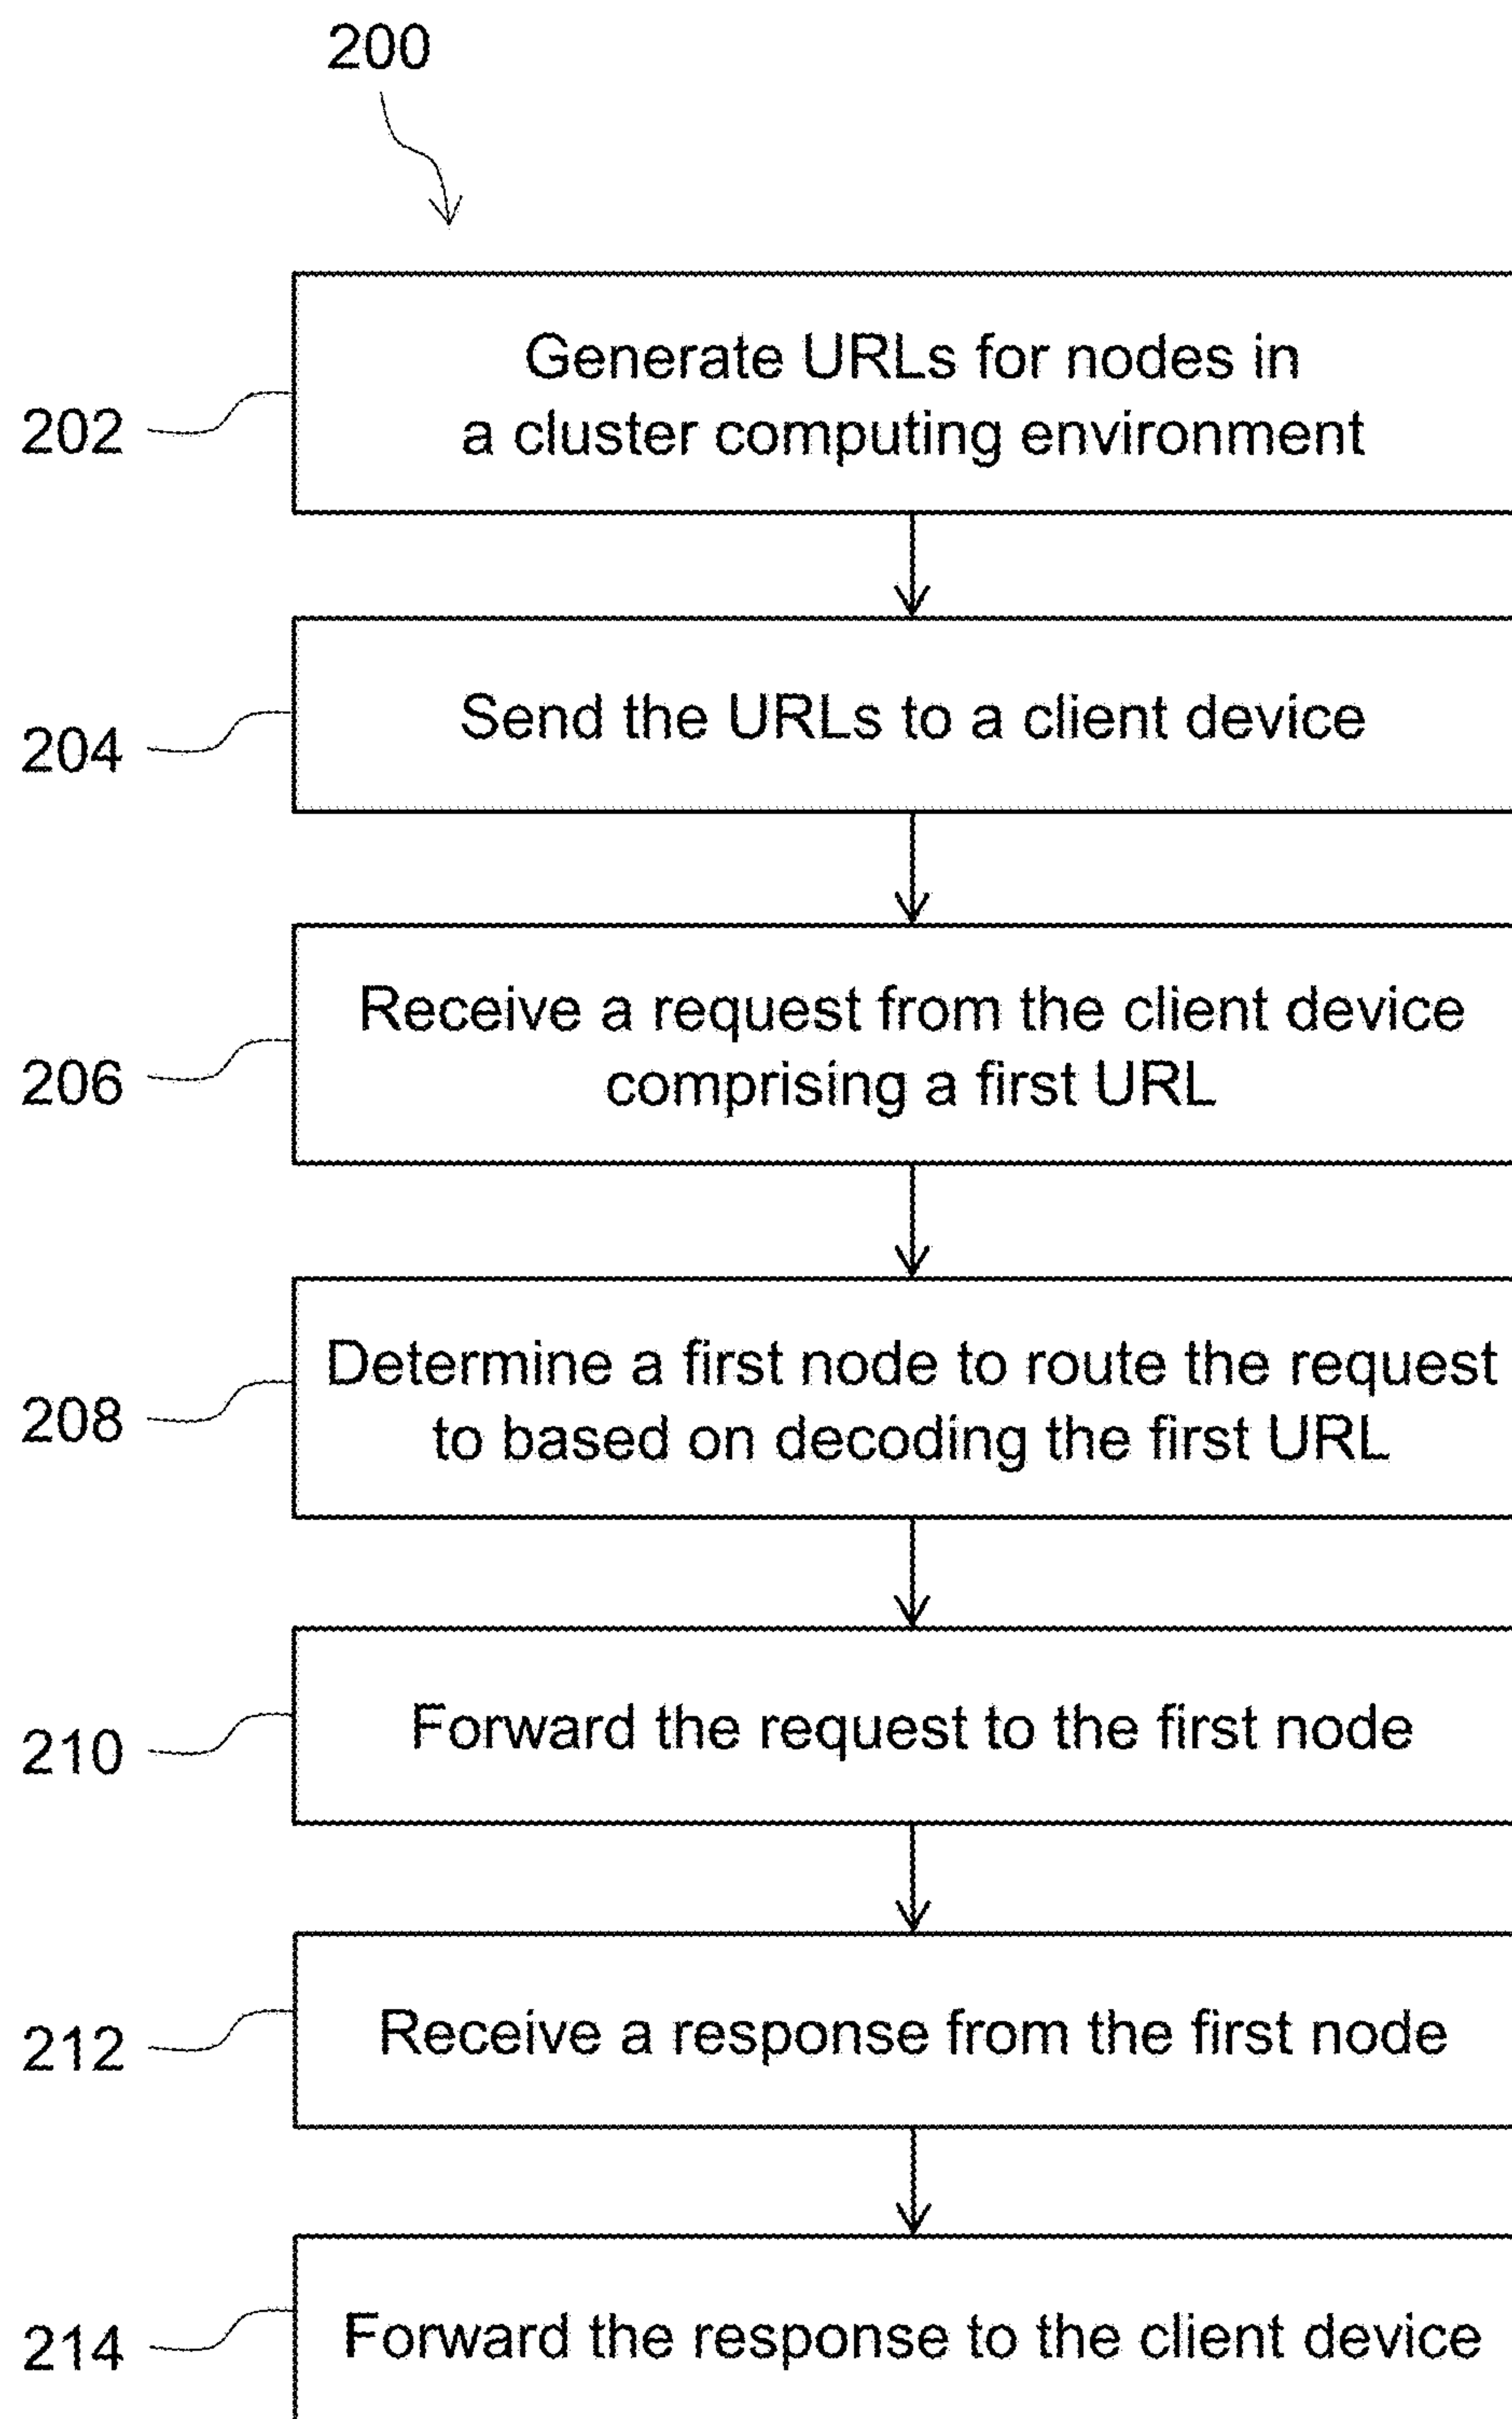 200
202
Generate URLs for nodes in
a cluster computing environment
204
Send the URLs to a client device
206
Receive a request from the client device
comprising a first URL
208
Determine a first node to route the request
to based on decoding the first URL
210
Forward the request to the first node
212
Receive a response from the first node
214
Forward the response to the client device